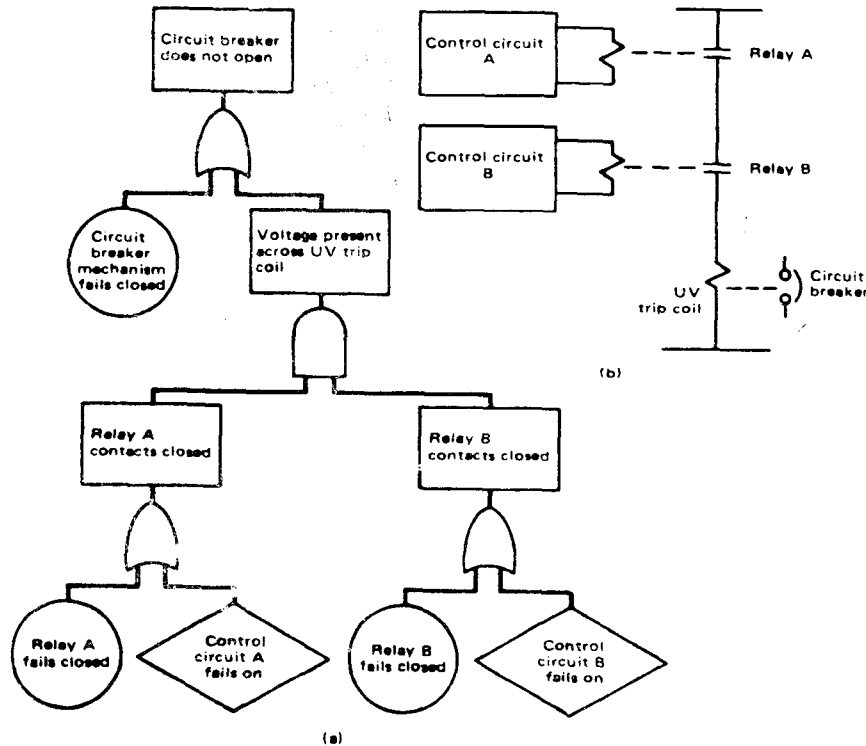 Circuit breaker
does not open
Circuit
breaker
mechanism
fails closed
Voltage present
across UV trip
coil
Relay A
contacts closed
Relay B
contacts closed
Relay A
fails closed
Control
circuit A
fails on
Relay B
fails closed
Control
circuit B
fails on
(a)
Control circuit
A
Relay A
Control circuit
B
Relay B
UV
trip coil
Circuit
breaker
(b)